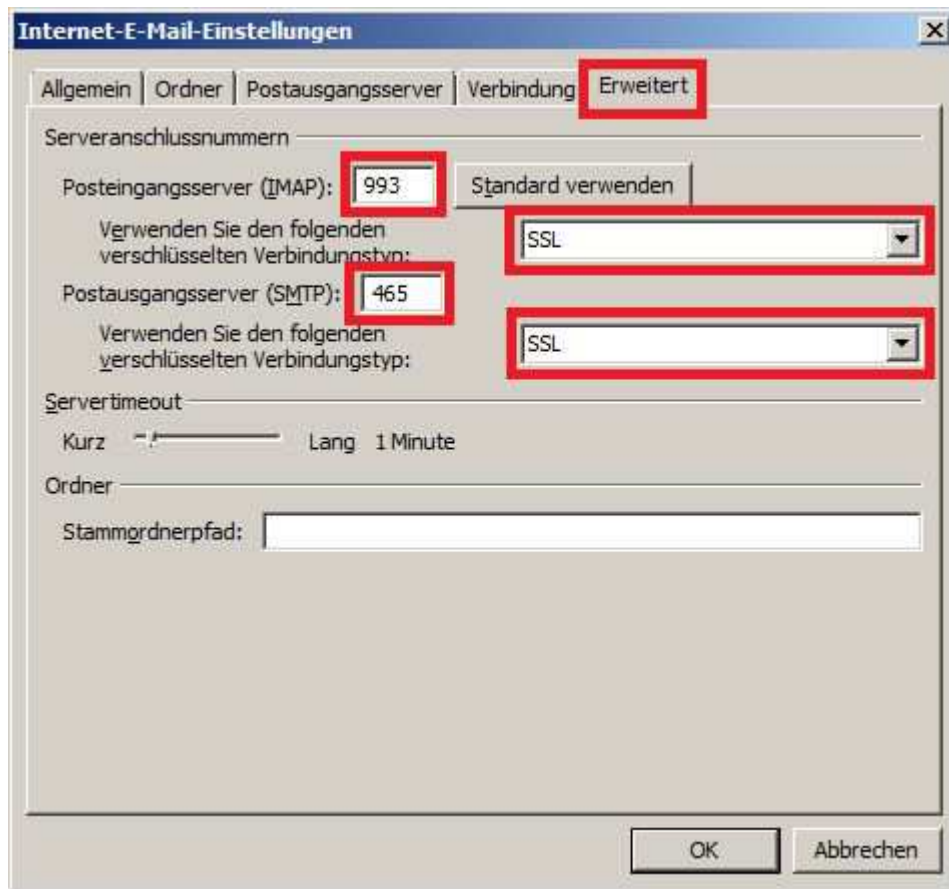 Internet-E-Mail-Einstellungen
Allgemein Ordner Postausgangsserver Verbindung Erweitert
Serveranschlussnummern
Posteingangsserver (IMAP): 993 Standard verwenden
Verwenden Sie den folgenden
verschlüsselten Verbindungstyp:
SSL
Postausgangsserver (SMTP): 465
Verwenden Sie den folgenden
verschlüsselten Verbindungstyp:
SSL
Servertimeout
Kurz Lang 1 Minute
Ordner
Stammordnerpfad:
OK Abbrechen